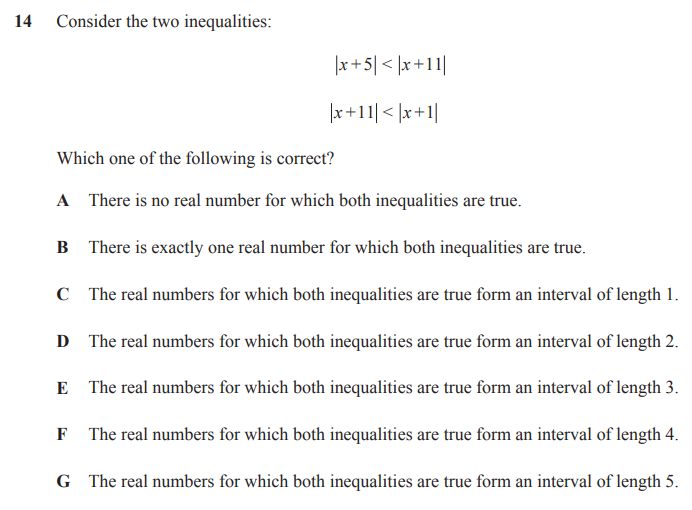 14 Consider the two inequalities:
|x+5| < |x+11|
|x+11| < |x+1|
Which one of the following is correct?
A There is no real number for which both inequalities are true.
B There is exactly one real number for which both inequalities are true.
C The real numbers for which both inequalities are true form an interval of length 1.
D The real numbers for which both inequalities are true form an interval of length 2.
E The real numbers for which both inequalities are true form an interval of length 3.
F The real numbers for which both inequalities are true form an interval of length 4.
G The real numbers for which both inequalities are true form an interval of length 5.